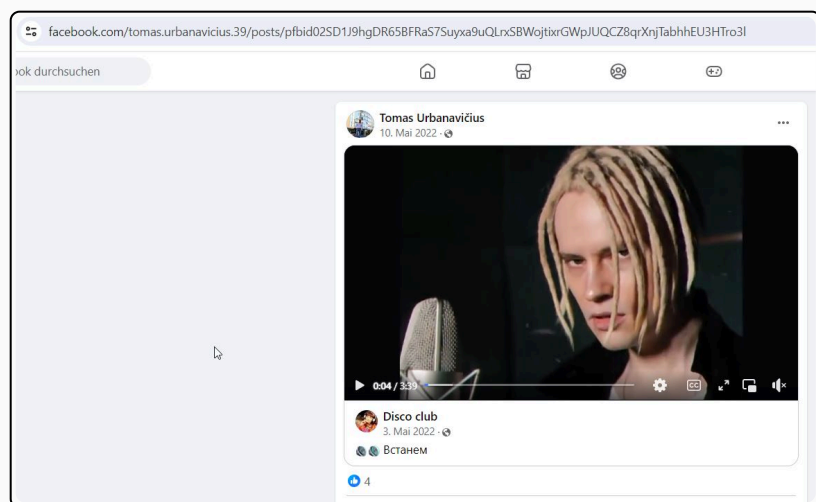 facebook.com/tomas.urbanavicius.39/posts/pfbid02SD1J9hgDR65BFRaS7Suyxa9uQLrxSBWojtixrGWpJUQCZ8qrXnjTabhhEU3HTro3l
ook durchsuchen
Tomas Urbanavičius
10. Mai 2022 ·
0:04 / 3:39
CC
Disco club
3. Mai 2022 ·
Встанем
4